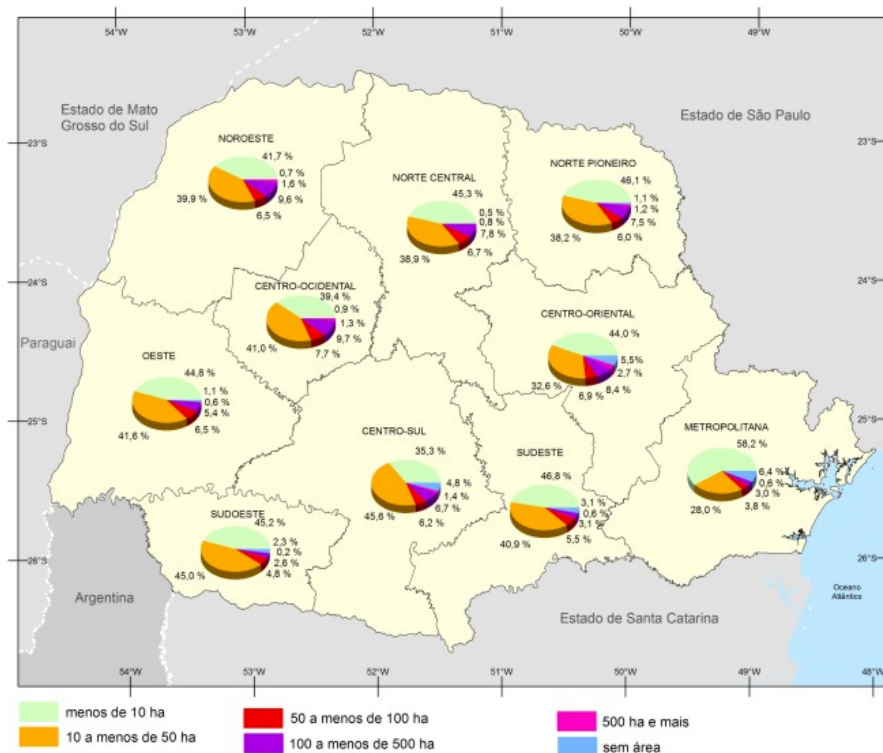 54°W 53°W 52°W 51°W 50°W 49°W
Estado de Mato
Grosso do Sul
Estado de São Paulo
23°S
23°S
NOROESTE
41,7 %
0,7 %
1,6 %
9,6 %
6,5 %
39,9 %
NORTE CENTRAL
45,3 %
0,5 %
0,8 %
7,8 %
6,7 %
38,9 %
NORTE PIONEIRO
46,1 %
1,1 %
1,2 %
7,5 %
6,0 %
38,2 %
24°S
24°S
CENTRO-OCIDENTAL
39,4 %
0,9 %
1,3 %
9,7 %
7,7 %
41,0 %
CENTRO-ORIENTAL
44,0 %
5,5%
2,7 %
8,4 %
6,9 %
32,6 %
Paraguai
OESTE
44,8 %
1,1 %
0,6 %
5,4 %
6,5 %
41,6 %
25°S
25°S
CENTRO-SUL
35,3 %
4,8 %
1,4 %
6,7 %
6,2 %
45,6 %
SUDESTE
46,8 %
3,1 %
0,6 %
3,1 %
5,5 %
40,9 %
METROPOLITANA
58,2 %
6,4 %
0,6 %
3,0 %
3,8 %
28,0 %
SUDOESTE
45,2 %
2,3 %
0,2 %
2,6 %
4,8 %
45,0 %
26°S
26°S
Argentina
Estado de Santa Catarina
Oceano
Atlântico
54°W 53°W 52°W 51°W 50°W 49°W 48°W
menos de 10 ha
10 a menos de 50 ha
50 a menos de 100 ha
100 a menos de 500 ha
500 ha e mais
sem área